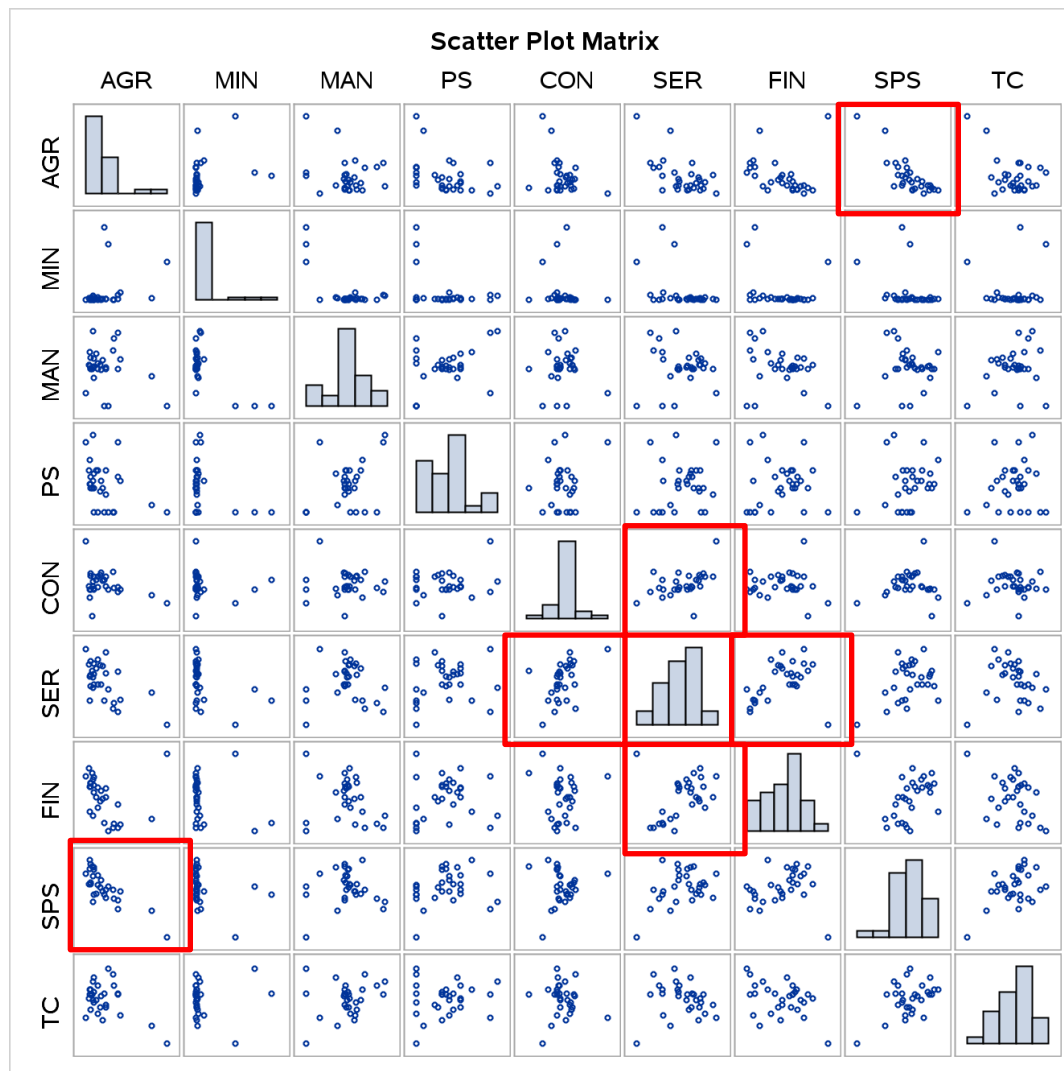 Scatter Plot Matrix
AGR MIN MAN PS CON SER FIN SPS TC
AGR
MIN
MAN
PS
CON
SER
FIN
SPS
TC